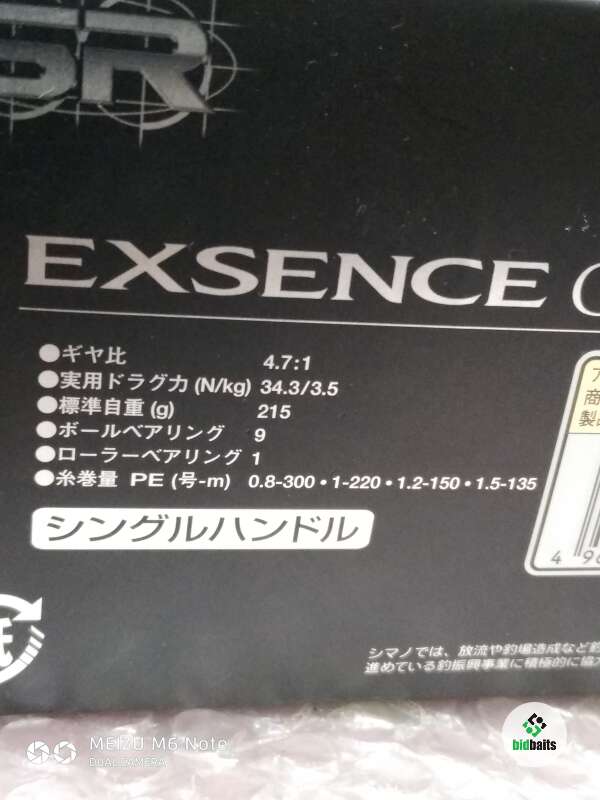 SR
EXSENCE
●ギヤ比 4.7:1
●実用ドラグ力 (N/kg) 34.3/3.5
●標準自重 (g) 215
●ボールベアリング 9
●ローラーベアリング 1
●糸巻量 PE (号-m) 0.8-300・1-220・1.2-150・1.5-135
シングルハンドル
商
製
4 9
シマノでは、放流や釣場造成など
進めている釣振興事業に積極的に協
MEIZU M6 Note
DUAL CAMERA
bidbaits